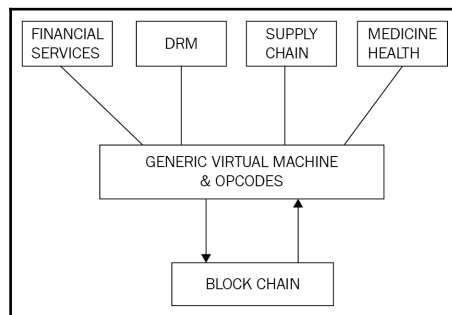 FINANCIAL
SERVICES
DRM
SUPPLY
CHAIN
MEDICINE
HEALTH
GENERIC VIRTUAL MACHINE
& OPCODES
BLOCK CHAIN